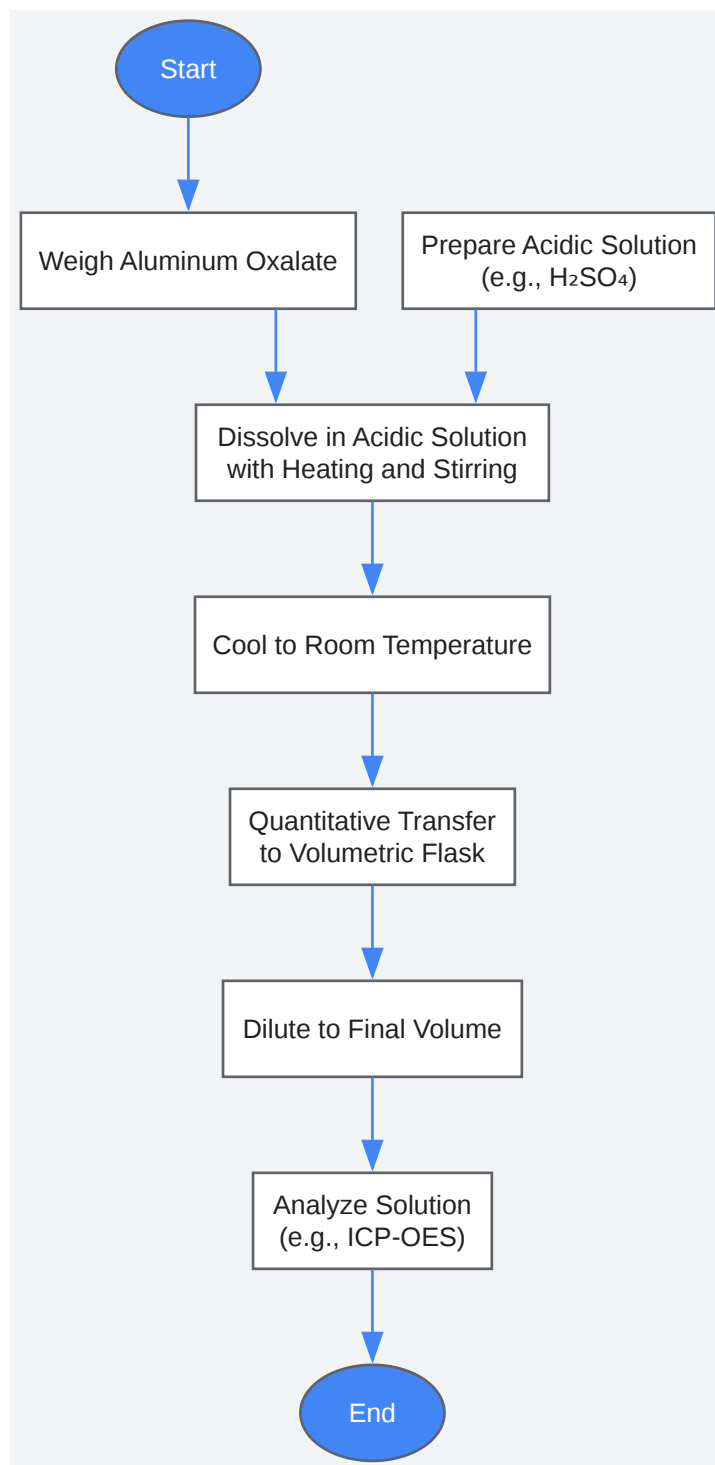 Start
Weigh Aluminum Oxalate
Prepare Acidic Solution
(e.g., H₂SO₄)
Dissolve in Acidic Solution
with Heating and Stirring
Cool to Room Temperature
Quantitative Transfer
to Volumetric Flask
Dilute to Final Volume
Analyze Solution
(e.g., ICP-OES)
End